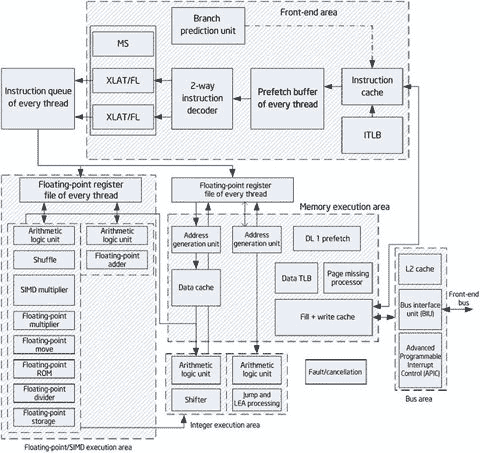 Front-end area
Branch
prediction unit
MS
XLAT/FL
XLAT/FL
2-way
instruction
decoder
Prefetch buffer
of every thread
Instruction
cache
ITLB
Instruction queue
of every thread
Floating-point register
file of every thread
Floating-point register
file of every thread
Memory execution area
Arithmetic
logic unit
Arithmetic
logic unit
Shuffle
Floating-point
adder
SIMD multiplier
Floating-point
multiplier
Floating-point
move
Floating-point
ROM
Floating-point
divider
Floating-point
storage
Floating-point/SIMD execution area
Address
generation unit
Address
generation unit
DL 1 prefetch
Data cache
Data TLB
Page missing
processor
Fill + write cache
Arithmetic
logic unit
Arithmetic
logic unit
Shifter
Jump and
LEA processing
Integer execution area
Fault/cancellation
L2 cache
Bus interface
unit (BIU)
Advanced
Programmable
Interrupt
Control (APIC)
Bus area
Front-end
bus